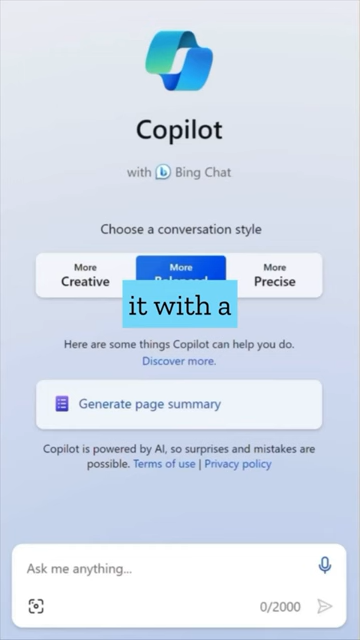 Copilot
with Bing Chat
Choose a conversation style
More More More
Creative Precise
it with a
Here are some things Copilot can help you do.
Discover more.
Generate page summary
Copilot is powered by AI, so surprises and mistakes are
possible. Terms of use | Privacy policy
Ask me anything...
0/2000